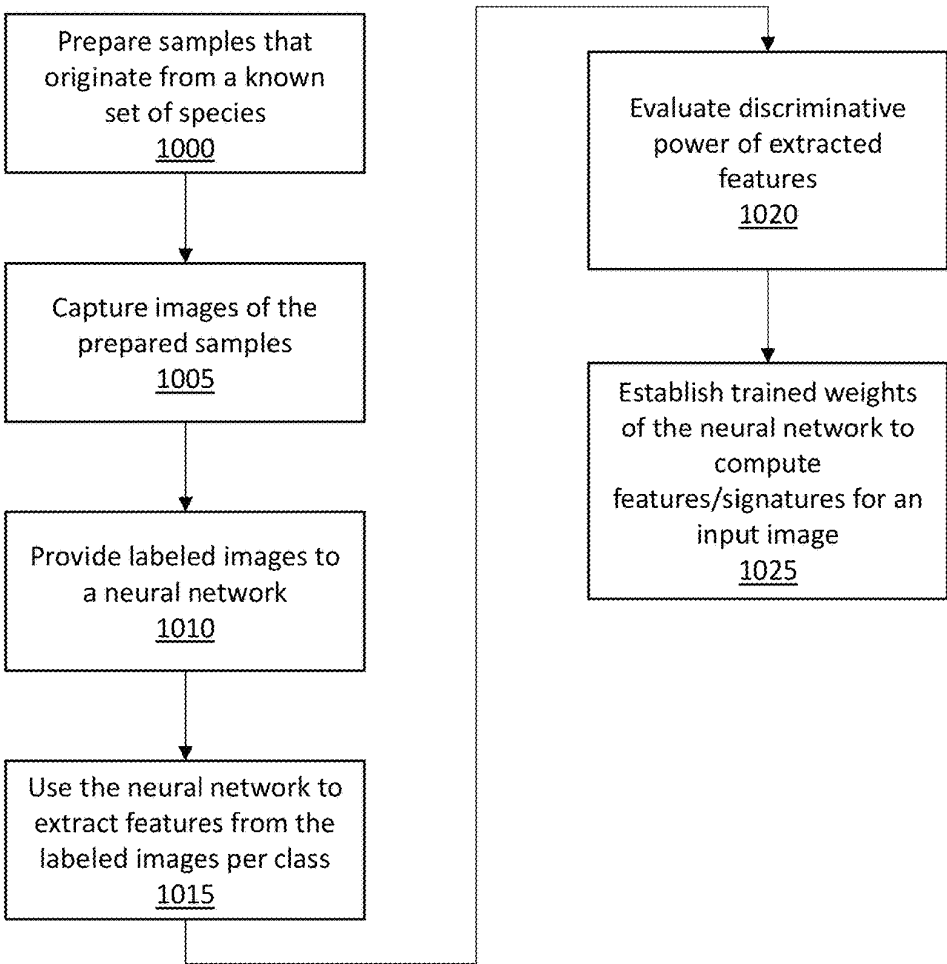 Prepare samples that
originate from a known
set of species
1000
Capture images of the
prepared samples
1005
Provide labeled images to
a neural network
1010
Use the neural network to
extract features from the
labeled images per class
1015
Evaluate discriminative
power of extracted
features
1020
Establish trained weights
of the neural network to
compute
features/signatures for an
input image
1025